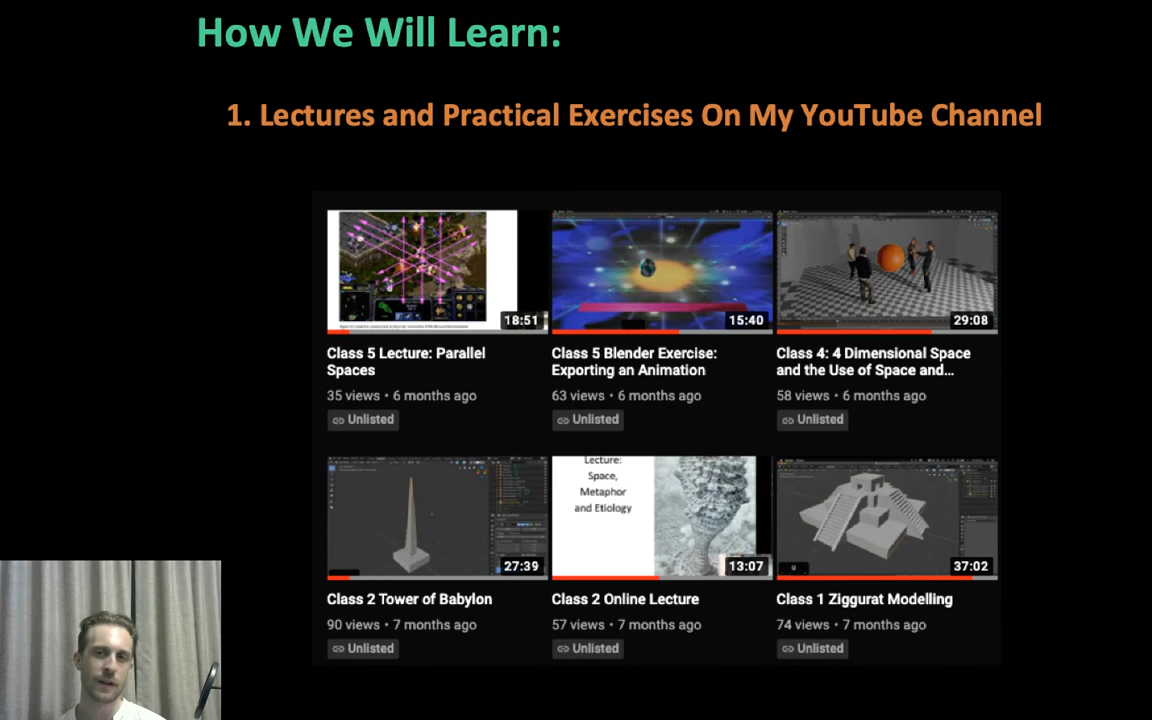 How We Will Learn:
1. Lectures and Practical Exercises On My YouTube Channel
18:51
15:40
29:08
Class 5 Lecture: Parallel
Spaces
35 views • 6 months ago
Unlisted
Class 5 Blender Exercise:
Exporting an Animation
63 views • 6 months ago
Unlisted
Class 4: 4 Dimensional Space
and the Use of Space and...
58 views • 6 months ago
Unlisted
Lecture:
Space,
Metaphor
and Etiology
27:39
13:07
37:02
Class 2 Tower of Babylon
90 views • 7 months ago
Unlisted
Class 2 Online Lecture
57 views • 7 months ago
Unlisted
Class 1 Ziggurat Modelling
74 views • 7 months ago
Unlisted